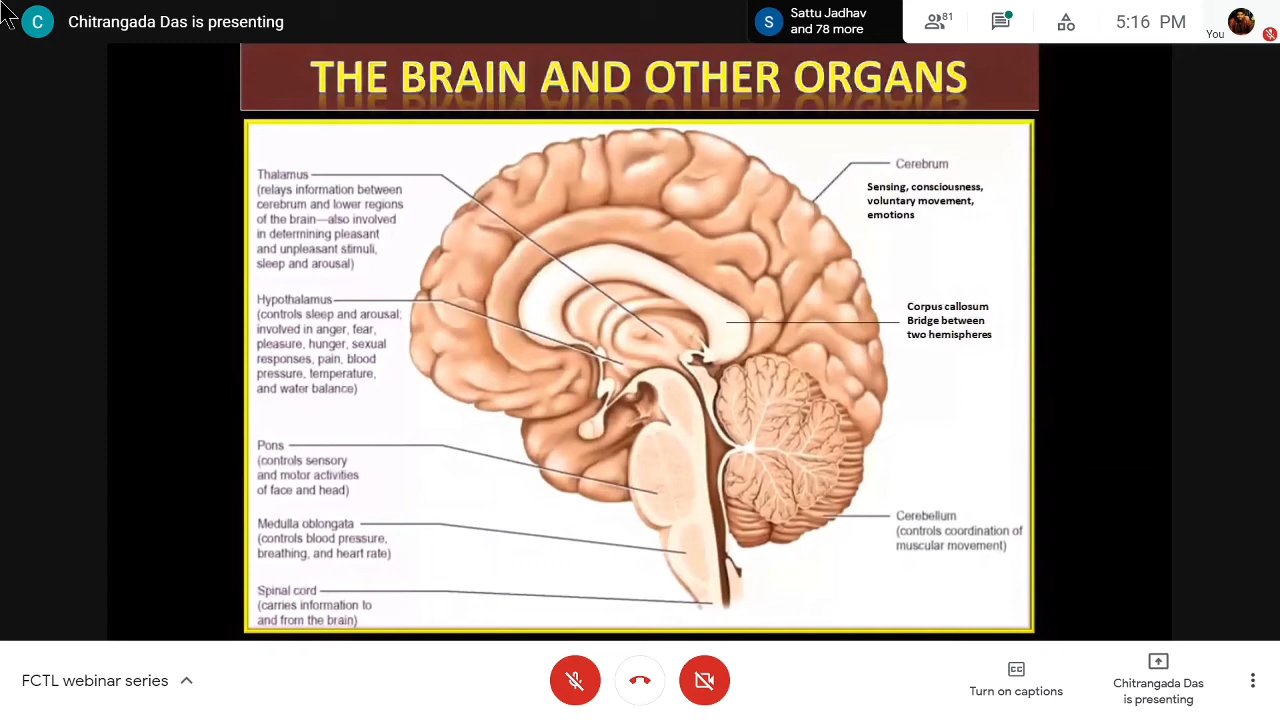 C
Chitrangada Das is presenting
S
Sattu Jadhav
and 78 more
81
5:16 PM
You
THE BRAIN AND OTHER ORGANS
Thalamus
(relays information between
cerebrum and lower regions
of the brain—also involved
in determining pleasant
and unpleasant stimuli,
sleep and arousal)
Hypothalamus
(controls sleep and arousal;
involved in anger, fear,
pleasure, hunger, sexual
responses, pain, blood
pressure, temperature,
and water balance)
Pons
(controls sensory
and motor activities
of face and head)
Medulla oblongata
(controls blood pressure,
breathing, and heart rate)
Spinal cord
(carries information to
and from the brain)
Cerebrum
Sensing, consciousness,
voluntary movement,
emotions
Corpus callosum
Bridge between
two hemispheres
Cerebellum
(controls coordination of
muscular movement)
FCTL webinar series
CC
Turn on captions
Chitrangada Das
is presenting